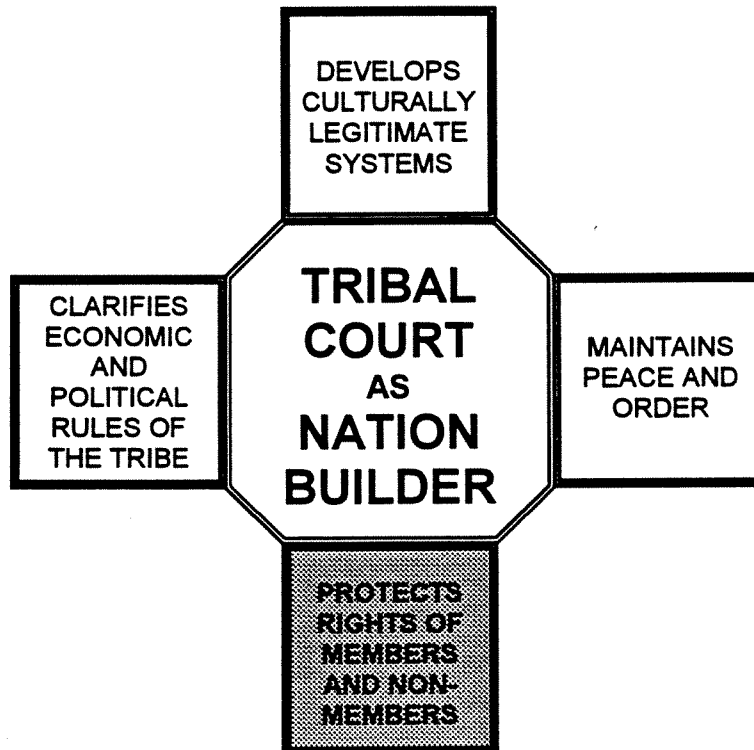 DEVELOPS
CULTURALLY
LEGITIMATE
SYSTEMS
CLARIFIES
ECONOMIC
AND
POLITICAL
RULES OF
THE TRIBE
TRIBAL
COURT
AS
NATION
BUILDER
MAINTAINS
PEACE AND
ORDER
PROTECTS
RIGHTS OF
MEMBERS
AND NON-
MEMBERS